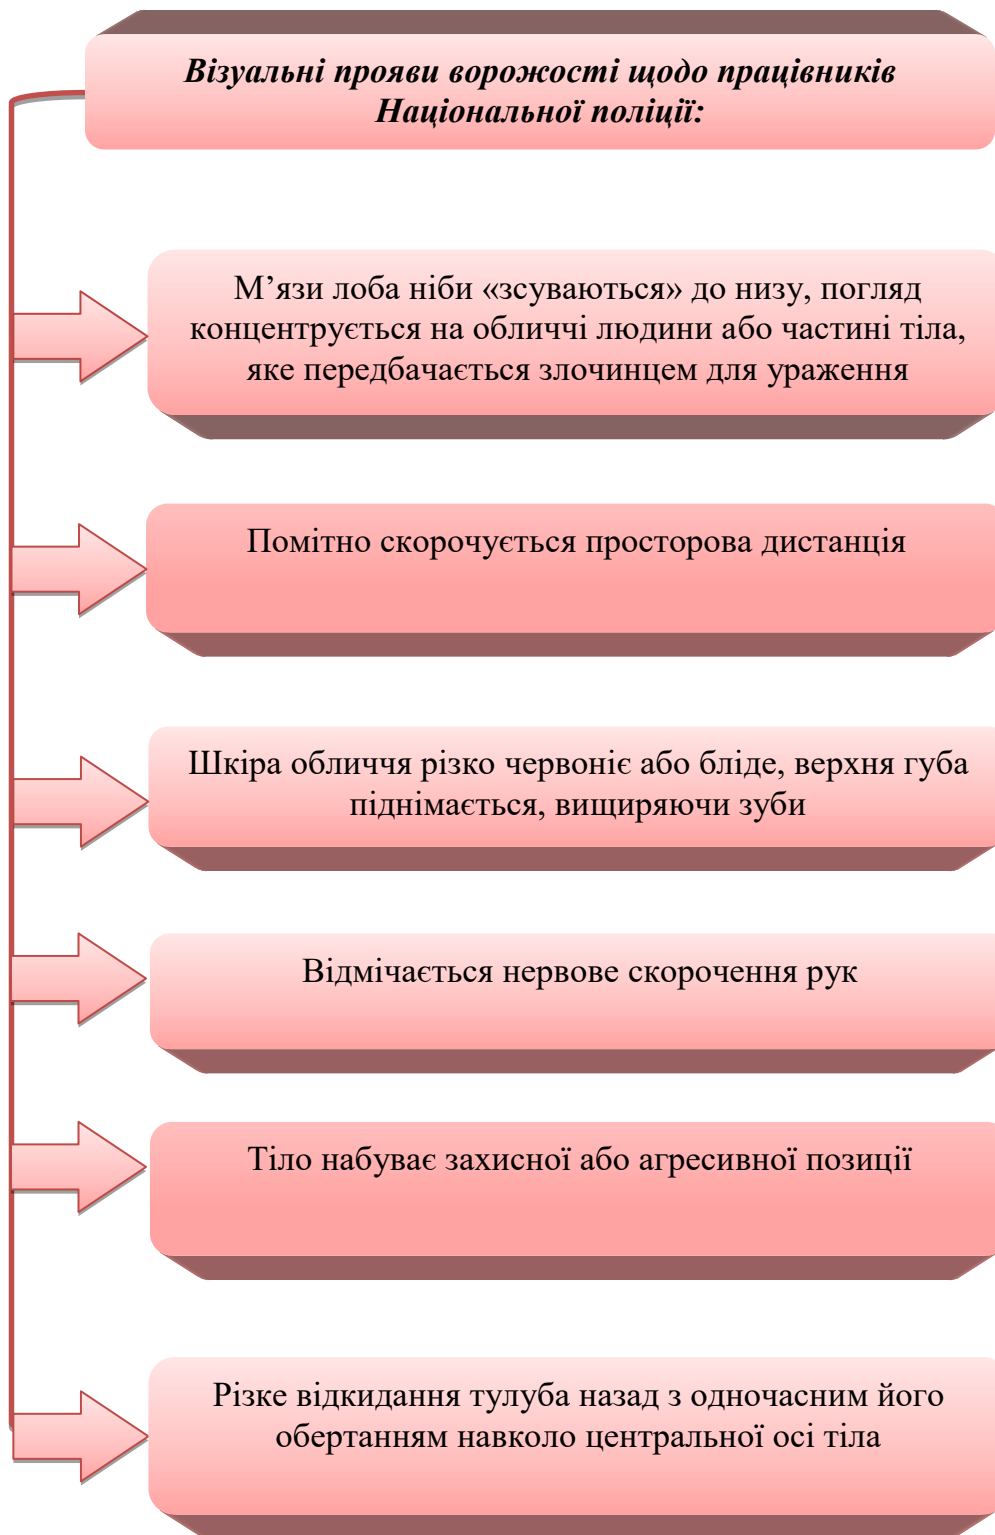 Візуальні прояви ворожості щодо працівників
Національної поліції:
М’язи лоба ніби «зсуваються» до низу, погляд
концентрується на обличчі людини або частині тіла,
яке передбачається злочинцем для ураження
Помітно скорочується просторова дистанція
Шкіра обличчя різко червоніє або бліде, верхня губа
піднімається, вищиряючи зуби
Відмічається нервове скорочення рук
Тіло набуває захисної або агресивної позиції
Різке відкидання тулуба назад з одночасним його
обертанням навколо центральної осі тіла